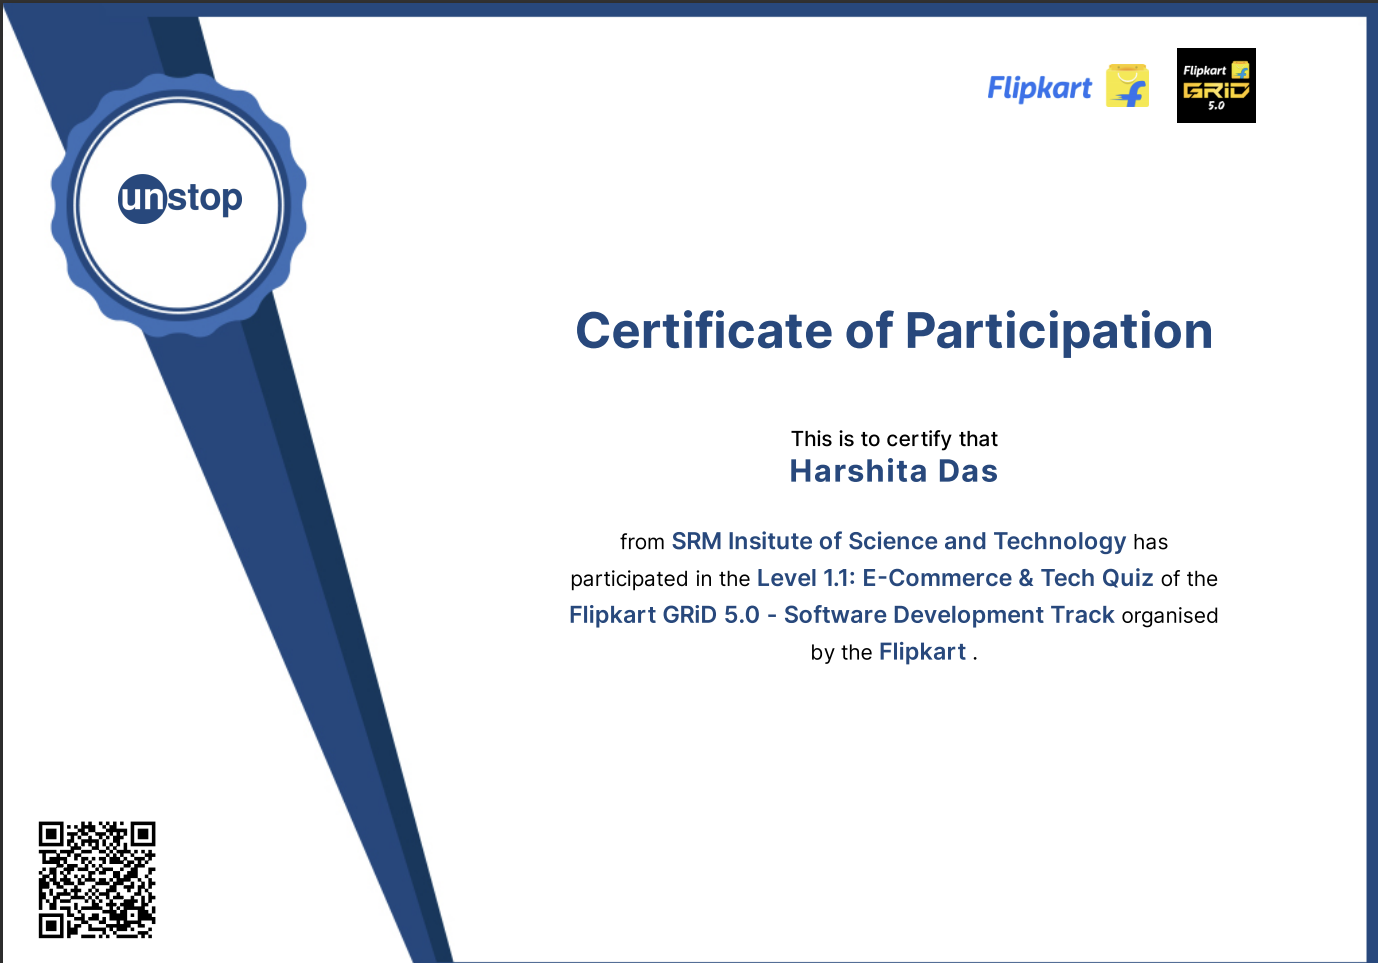 Flipkart
Flipkart
GRiD
5.0
unstop
Certificate of Participation
This is to certify that
Harshita Das
from SRM Insitute of Science and Technology has
participated in the Level 1.1: E-Commerce & Tech Quiz of the
Flipkart GRiD 5.0 - Software Development Track organised
by the Flipkart .